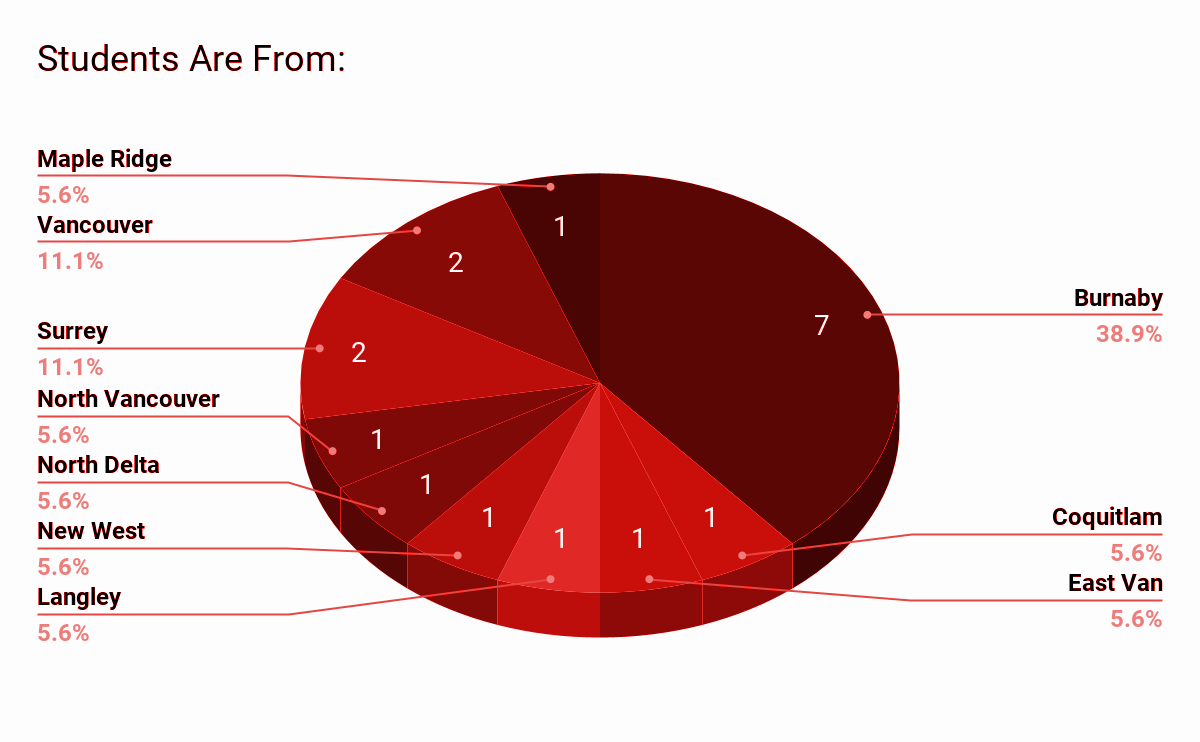 Students Are From:
Maple Ridge
5.6%
Vancouver
11.1%
Surrey
11.1%
North Vancouver
5.6%
North Delta
5.6%
New West
5.6%
Langley
5.6%
1
2
2
1
1
1
1
1
1
7
Burnaby
38.9%
Coquitlam
5.6%
East Van
5.6%